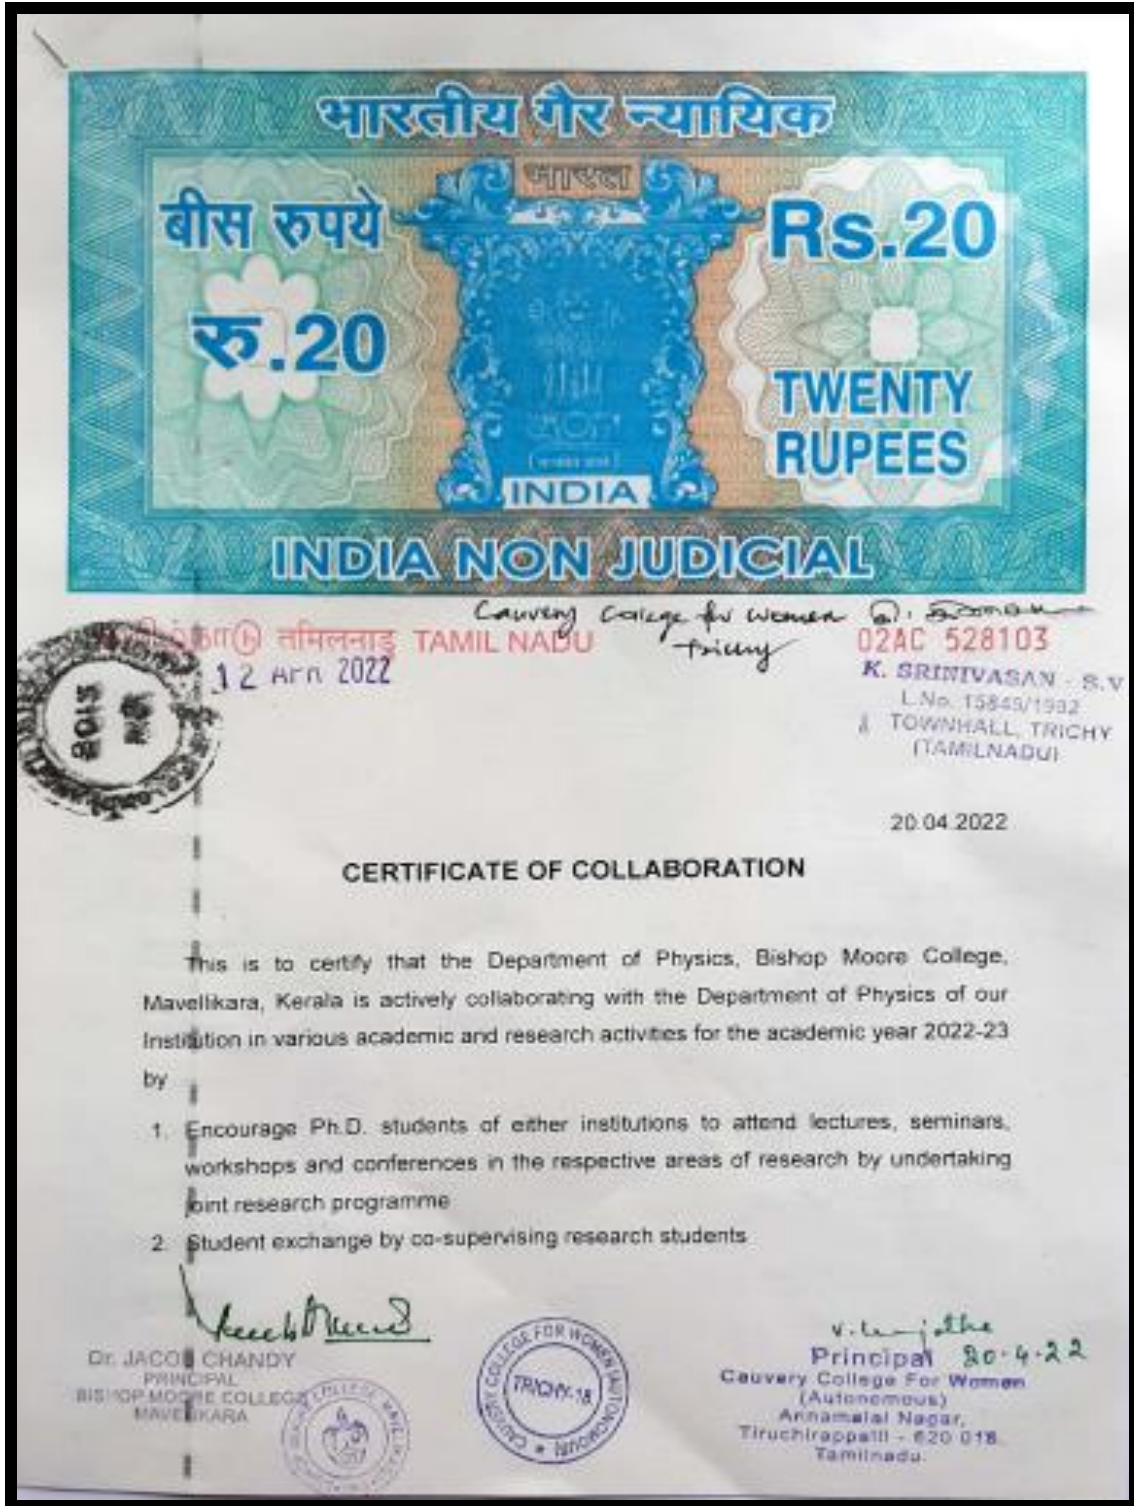 भारतीय गैर न्यायिक
भारत
बीस रुपये
रु.20
Rs.20
TWENTY
RUPEES
INDIA
INDIA NON JUDICIAL
Cauvery College for Women
Trichy
तमिलनाडु TAMIL NADU
02AC 528103
12 APR 2022
K. SRINIVASAN - S.V
L.No. 15849/1992
TOWNHALL, TRICHY
(TAMILNADU)
20.04.2022
CERTIFICATE OF COLLABORATION
This is to certify that the Department of Physics, Bishop Moore College,
Mavellikara, Kerala is actively collaborating with the Department of Physics of our
Institution in various academic and research activities for the academic year 2022-23
by
1. Encourage Ph.D. students of either institutions to attend lectures, seminars,
workshops and conferences in the respective areas of research by undertaking
joint research programme
2. Student exchange by co-supervising research students
Dr. JACOB CHANDY
PRINCIPAL
BISHOP MOORE COLLEGE
MAVELIKARA
CAUVERY COLLEGE FOR WOMEN (AUTONOMOUS)
TRICHY-18
Principal 20.4.22
Cauvery College For Women
(Autonomous)
Annamalai Nagar,
Tiruchirappalli - 620 018.
Tamilnadu.